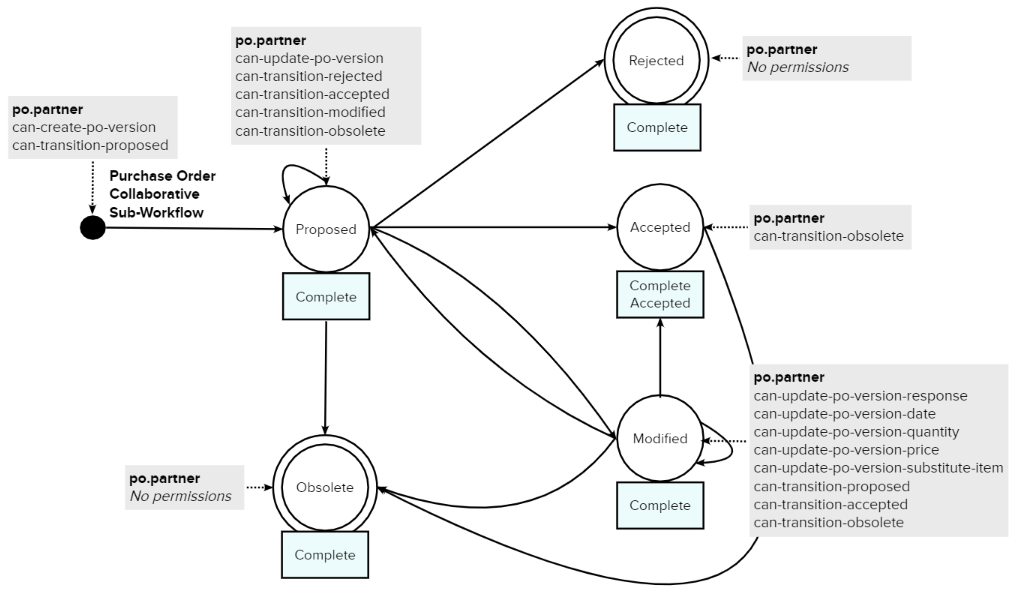 po.partner
can-update-po-version
can-transition-rejected
can-transition-accepted
can-transition-modified
can-transition-obsolete
Rejected
Complete
po.partner
No permissions
po.partner
can-create-po-version
can-transition-proposed
Purchase Order
Collaborative
Sub-Workflow
Proposed
Complete
Accepted
Complete
Accepted
po.partner
can-transition-obsolete
Modified
Complete
po.partner
can-update-po-version-response
can-update-po-version-date
can-update-po-version-quantity
can-update-po-version-price
can-update-po-version-substitute-item
can-transition-proposed
can-transition-accepted
can-transition-obsolete
po.partner
No permissions
Obsolete
Complete